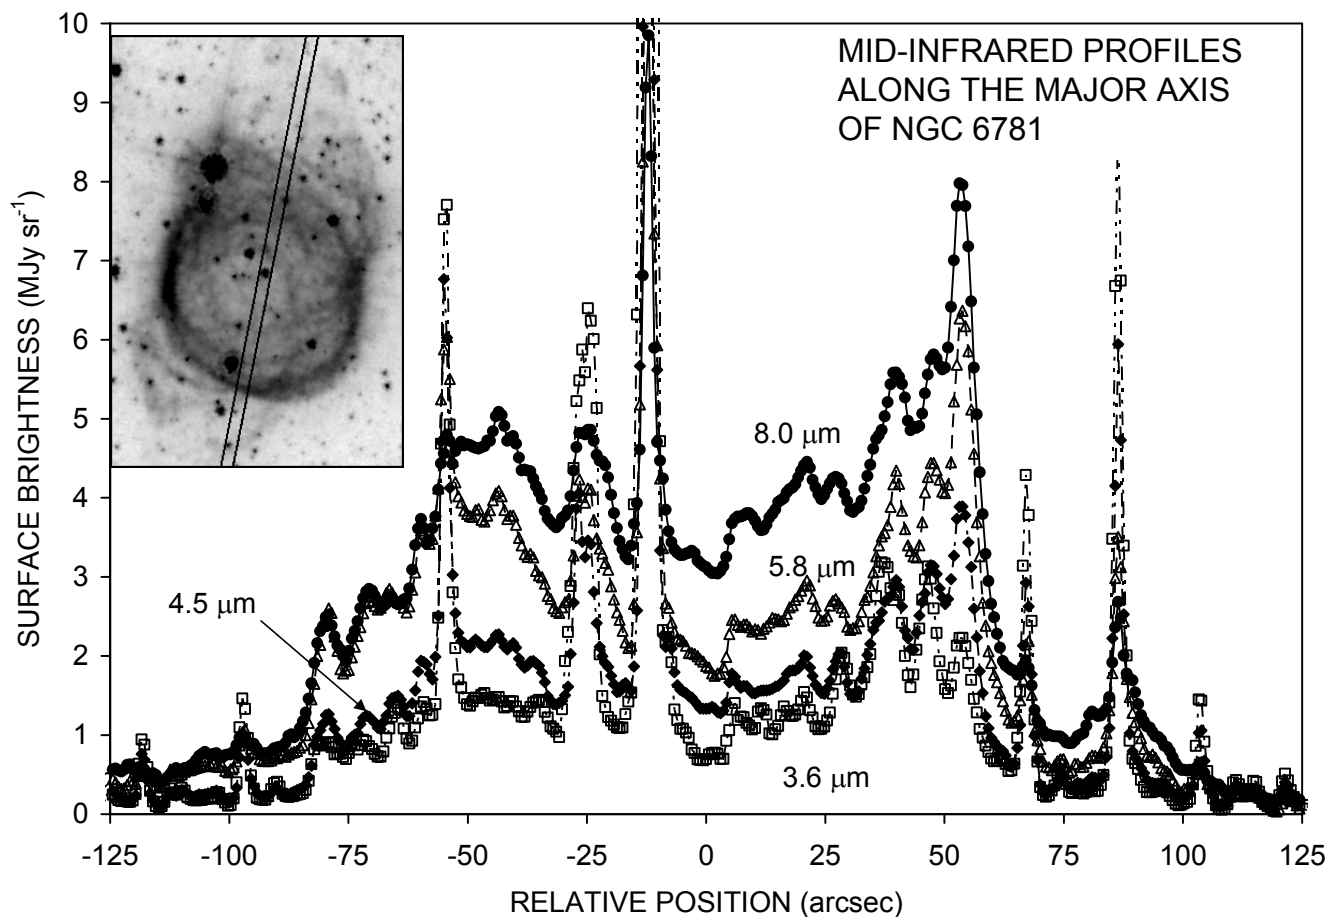 MID-INFRARED PROFILES
ALONG THE MAJOR AXIS
OF NGC 6781
SURFACE BRIGHTNESS (MJy sr⁻¹)
10
9
8
7
6
5
4
3
2
1
0
8.0 µm
5.8 µm
4.5 µm
3.6 µm
-125 -100 -75 -50 -25 0 25 50 75 100 125
RELATIVE POSITION (arcsec)